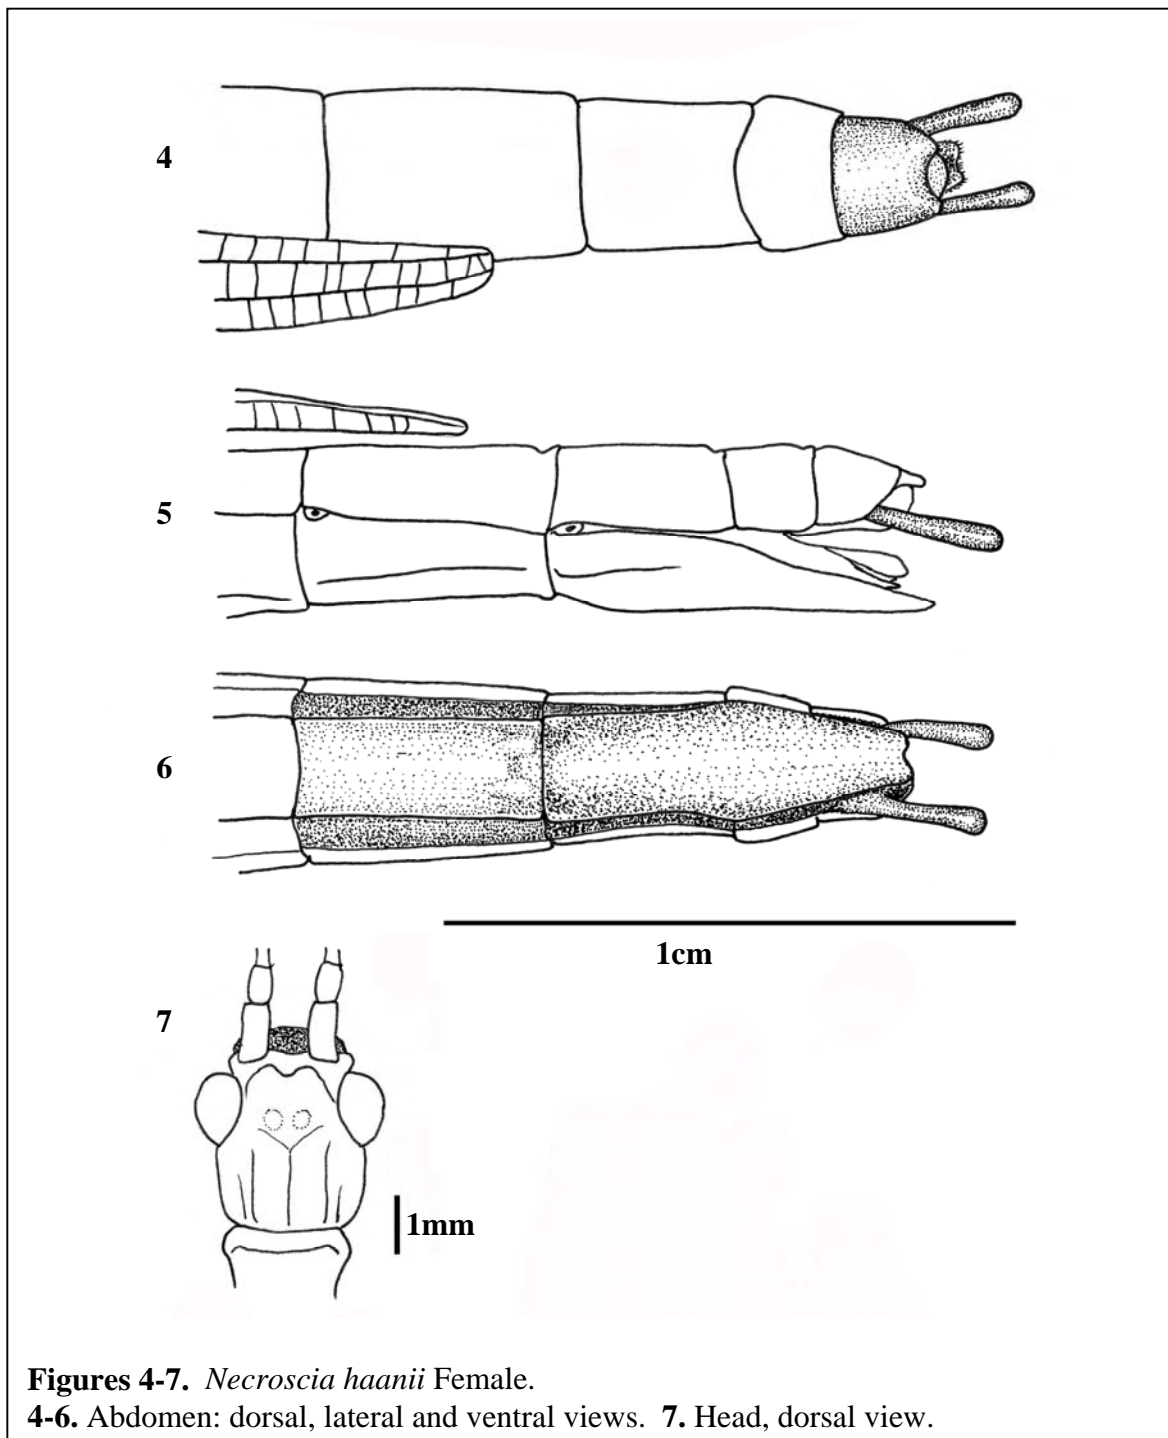 4
5
6
1cm
7
1mm
Figures 4-7. Necroscia haanii Female.
4-6. Abdomen: dorsal, lateral and ventral views. 7. Head, dorsal view.